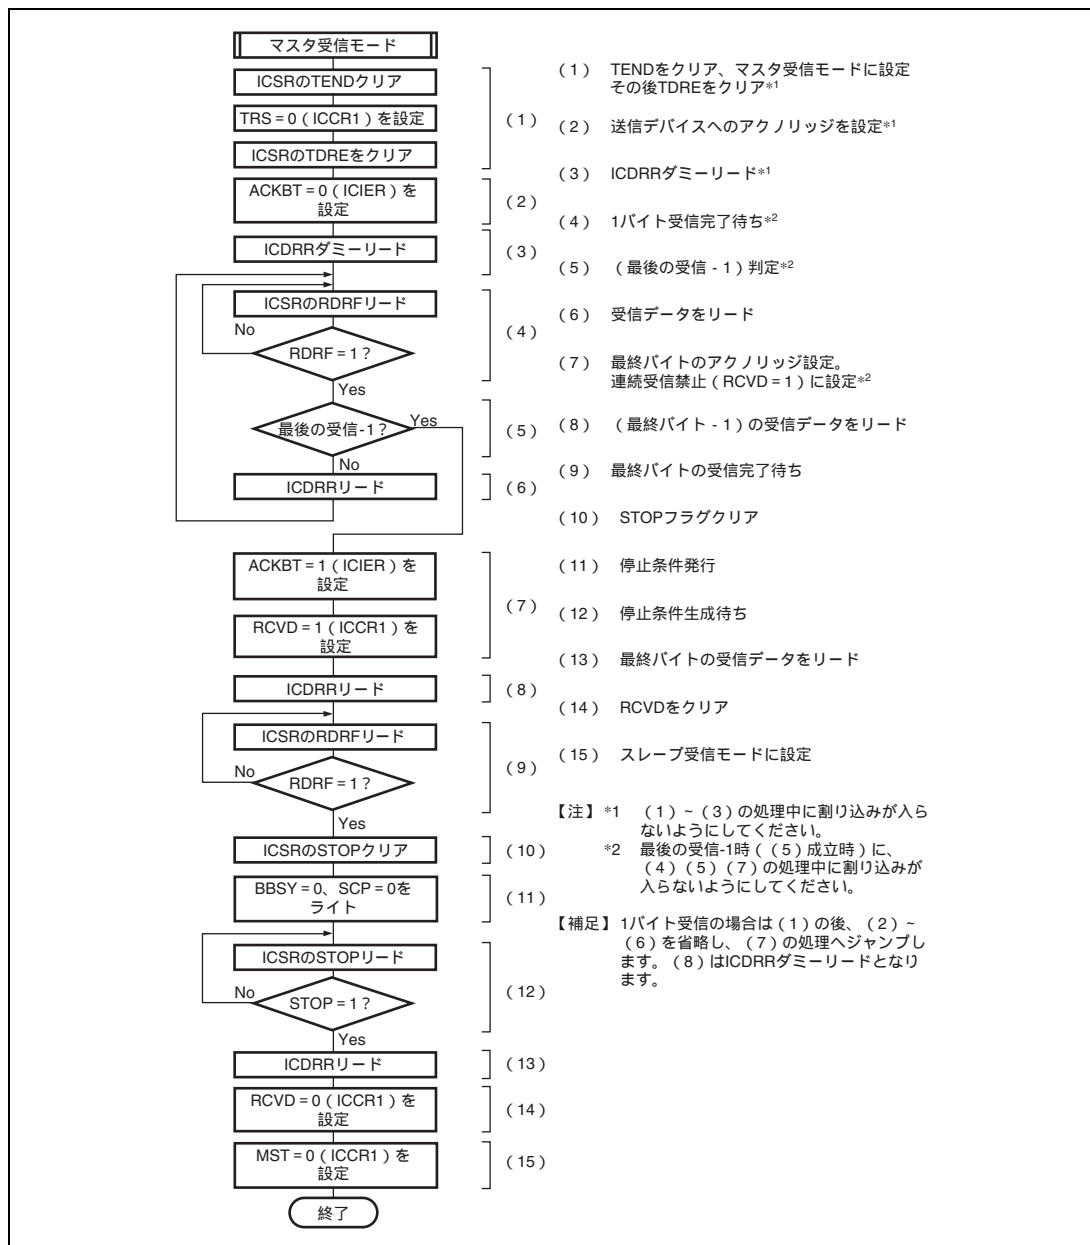 マスタ受信モード
ICSRのTENDクリア
TRS = 0 ( ICCR1 ) を設定
ICSRのTDREをクリア
( 1 )
ACKBT = 0 ( ICIER ) を
設定
( 2 )
ICDRRダミーリード
( 3 )
ICSRのRDRFリード
No
RDRF = 1 ?
( 4 )
Yes
最後の受信-1 ?
Yes
( 5 )
No
ICDRRリード
( 6 )
ACKBT = 1 ( ICIER ) を
設定
RCVD = 1 ( ICCR1 ) を
設定
( 7 )
ICDRRリード
( 8 )
ICSRのRDRFリード
No
RDRF = 1 ?
( 9 )
Yes
ICSRのSTOPクリア
( 10 )
BBSY = 0、SCP = 0を
ライト
( 11 )
ICSRのSTOPリード
No
STOP = 1 ?
( 12 )
Yes
ICDRRリード
( 13 )
RCVD = 0 ( ICCR1 ) を
設定
( 14 )
MST = 0 ( ICCR1 ) を
設定
( 15 )
終了
( 1 ) TENDをクリア、マスタ受信モードに設定
その後TDREをクリア*1
( 2 ) 送信デバイスへのアクノリッジを設定*1
( 3 ) ICDRRダミーリード*1
( 4 ) 1バイト受信完了待ち*2
( 5 ) ( 最後の受信 - 1 ) 判定*2
( 6 ) 受信データをリード
( 7 ) 最終バイトのアクノリッジ設定。
連続受信禁止 ( RCVD = 1 ) に設定*2
( 8 ) ( 最終バイト - 1 ) の受信データをリード
( 9 ) 最終バイトの受信完了待ち
( 10 ) STOPフラグクリア
( 11 ) 停止条件発行
( 12 ) 停止条件生成待ち
( 13 ) 最終バイトの受信データをリード
( 14 ) RCVDをクリア
( 15 ) スレーブ受信モードに設定
【注】 *1 ( 1 ) ~ ( 3 ) の処理中に割り込みが入ら
ないようにしてください。
*2 最後の受信-1時 ( ( 5 ) 成立時 ) に、
( 4 ) ( 5 ) ( 7 ) の処理中に割り込みが
入らないようにしてください。
【補足】 1バイト受信の場合は ( 1 ) の後、( 2 ) ~
( 6 ) を省略し、( 7 ) の処理へジャンプし
ます。( 8 ) はICDRRダミーリードとなり
ます。